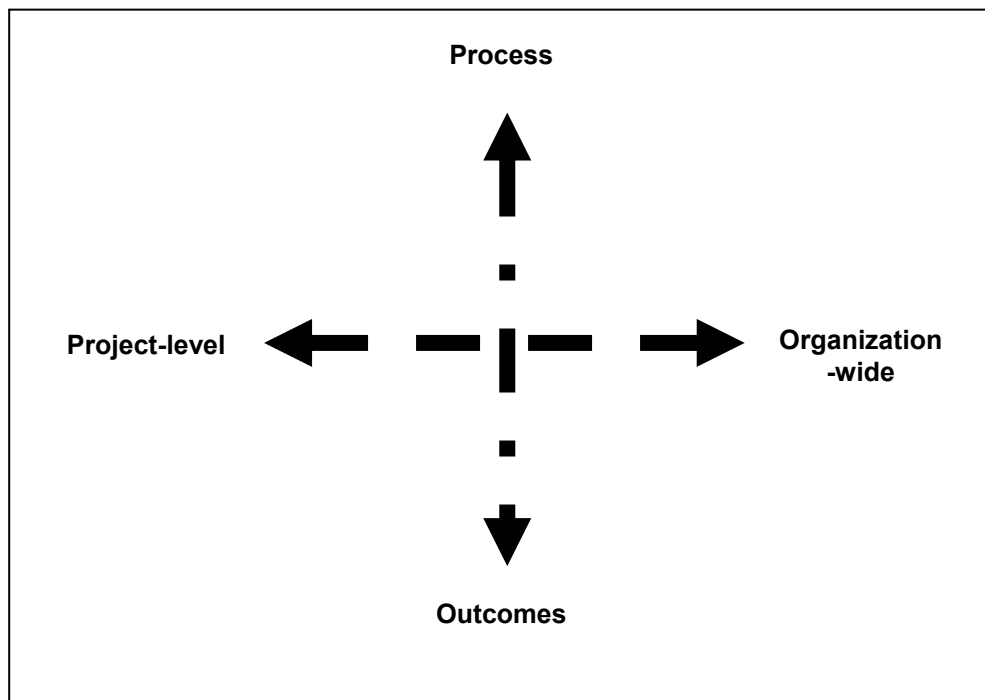 Process
Project-level
Organization
-wide
Outcomes